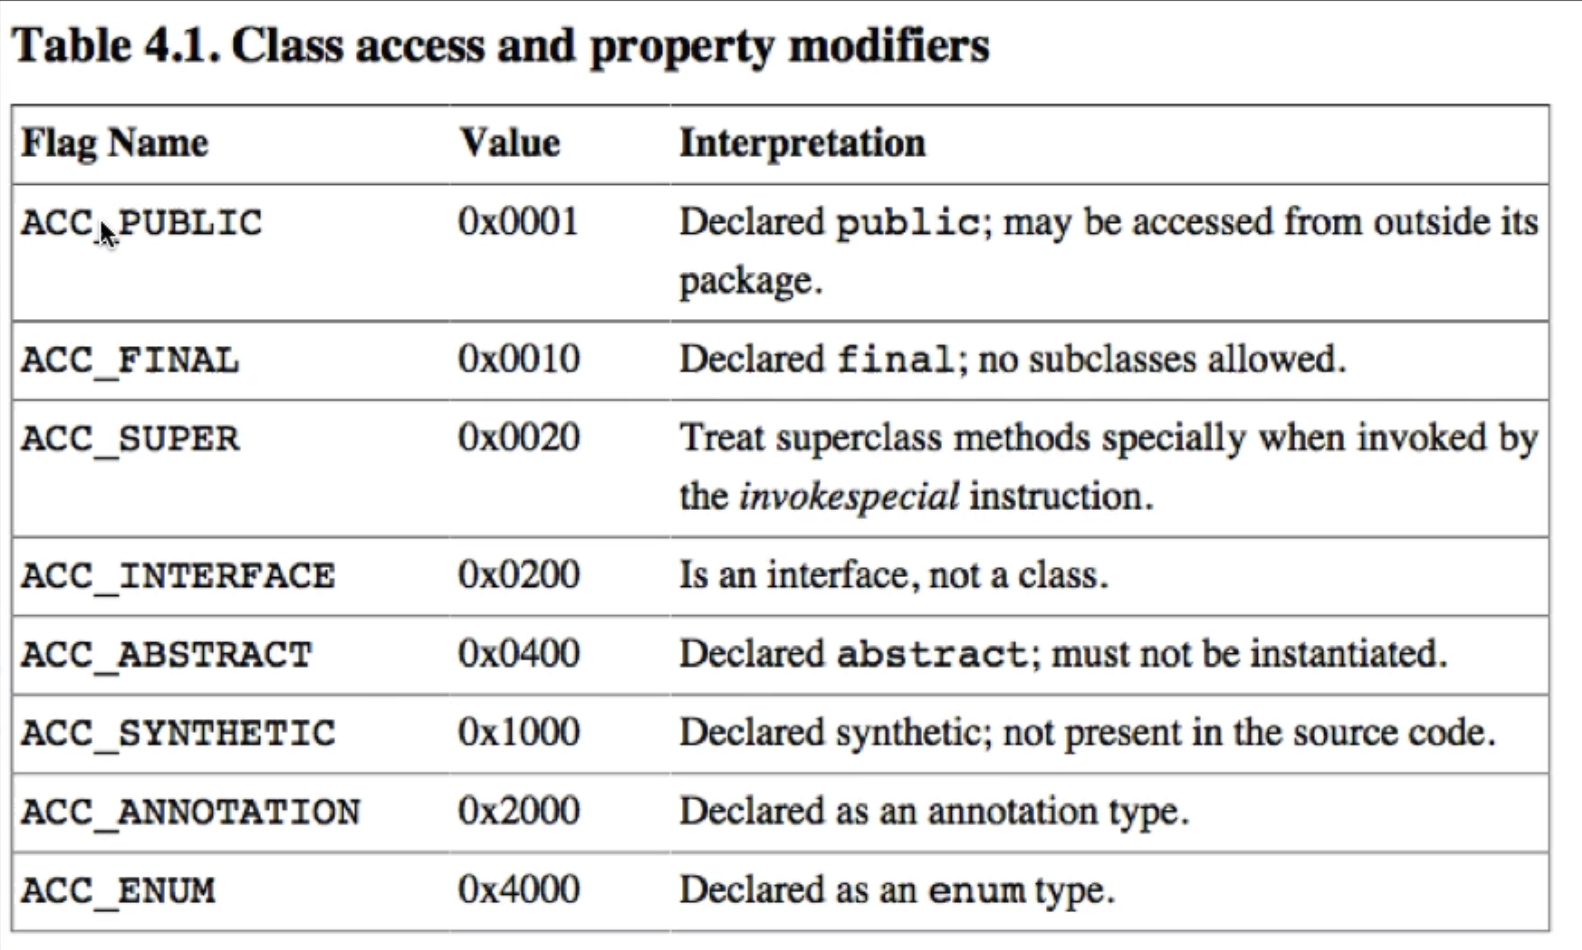 Table 4.1. Class access and property modifiers
Flag Name Value Interpretation
ACC_PUBLIC 0x0001 Declared public; may be accessed from outside its
package.
ACC_FINAL 0x0010 Declared final; no subclasses allowed.
ACC_SUPER 0x0020 Treat superclass methods specially when invoked by
the invokespecial instruction.
ACC_INTERFACE 0x0200 Is an interface, not a class.
ACC_ABSTRACT 0x0400 Declared abstract; must not be instantiated.
ACC_SYNTHETIC 0x1000 Declared synthetic; not present in the source code.
ACC_ANNOTATION 0x2000 Declared as an annotation type.
ACC_ENUM 0x4000 Declared as an enum type.